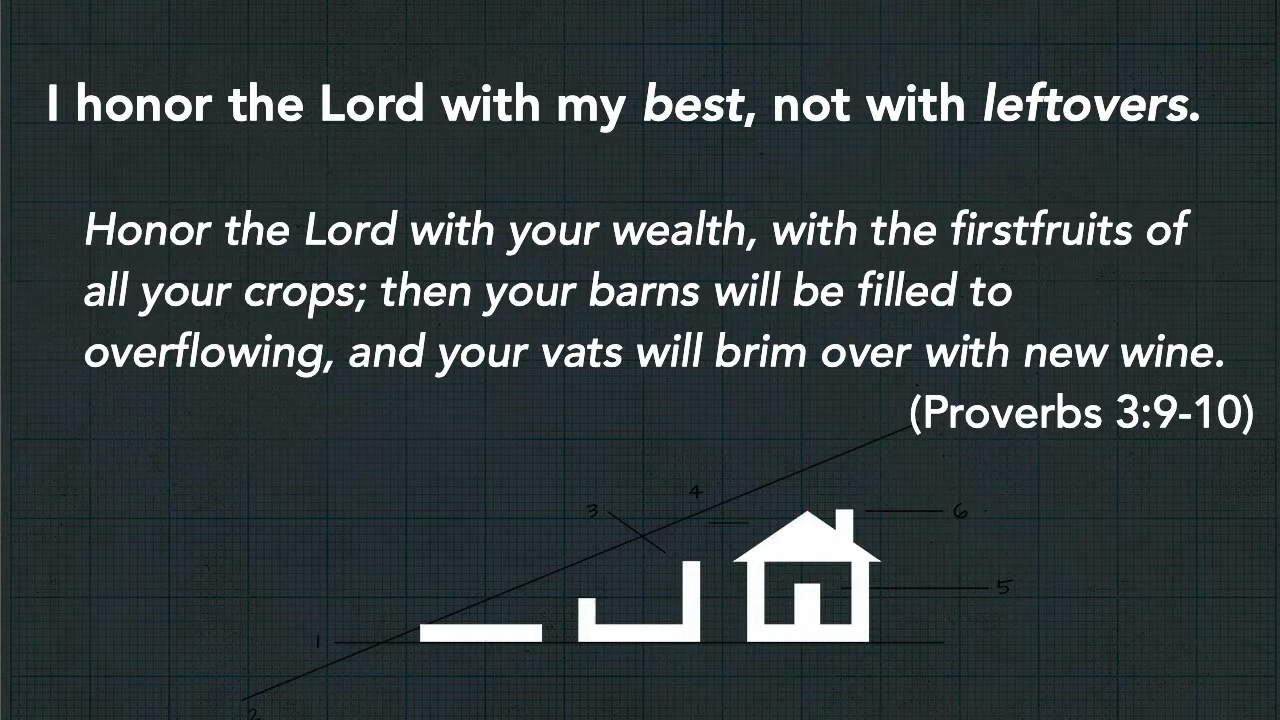 I honor the Lord with my best, not with leftovers.
Honor the Lord with your wealth, with the firstfruits of
all your crops; then your barns will be filled to
overflowing, and your vats will brim over with new wine.
(Proverbs 3:9-10)
4
3
6
5
1
2